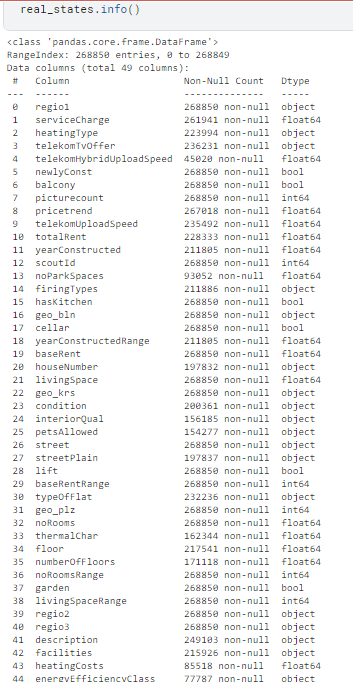 real_states.info()
<class 'pandas.core.frame.DataFrame'>
RangeIndex: 268850 entries, 0 to 268849
Data columns (total 49 columns):
 #   Column                    Non-Null Count   Dtype
---  ------                    --------------   -----
 0   regio1                    268850 non-null  object
 1   serviceCharge             261941 non-null  float64
 2   heatingType               223994 non-null  object
 3   telekomTvOffer            236231 non-null  object
 4   telekomHybridUploadSpeed  45020 non-null   float64
 5   newlyConst                268850 non-null  bool
 6   balcony                   268850 non-null  bool
 7   picturecount              268850 non-null  int64
 8   pricetrend                267018 non-null  float64
 9   telekomUploadSpeed        235492 non-null  float64
 10  totalRent                 228333 non-null  float64
 11  yearConstructed           211805 non-null  float64
 12  scoutId                   268850 non-null  int64
 13  noParkSpaces              93052 non-null   float64
 14  firingTypes               211886 non-null  object
 15  hasKitchen                268850 non-null  bool
 16  geo_bln                   268850 non-null  object
 17  cellar                    268850 non-null  bool
 18  yearConstructedRange      211805 non-null  float64
 19  baseRent                  268850 non-null  float64
 20  houseNumber               197832 non-null  object
 21  livingSpace               268850 non-null  float64
 22  geo_krs                   268850 non-null  object
 23  condition                 200361 non-null  object
 24  interiorQual              156185 non-null  object
 25  petsAllowed               154277 non-null  object
 26  street                    268850 non-null  object
 27  streetPlain               197837 non-null  object
 28  lift                      268850 non-null  bool
 29  baseRentRange             268850 non-null  int64
 30  typeOfFlat                232236 non-null  object
 31  geo_plz                   268850 non-null  int64
 32  noRooms                   268850 non-null  float64
 33  thermalChar               162344 non-null  float64
 34  floor                     217541 non-null  float64
 35  numberOfFloors            171118 non-null  float64
 36  noRoomsRange              268850 non-null  int64
 37  garden                    268850 non-null  bool
 38  livingSpaceRange          268850 non-null  int64
 39  regio2                    268850 non-null  object
 40  regio3                    268850 non-null  object
 41  description               249103 non-null  object
 42  facilities                215926 non-null  object
 43  heatingCosts              85518 non-null   float64
 44  energyEfficiencyClass     77787 non-null   object